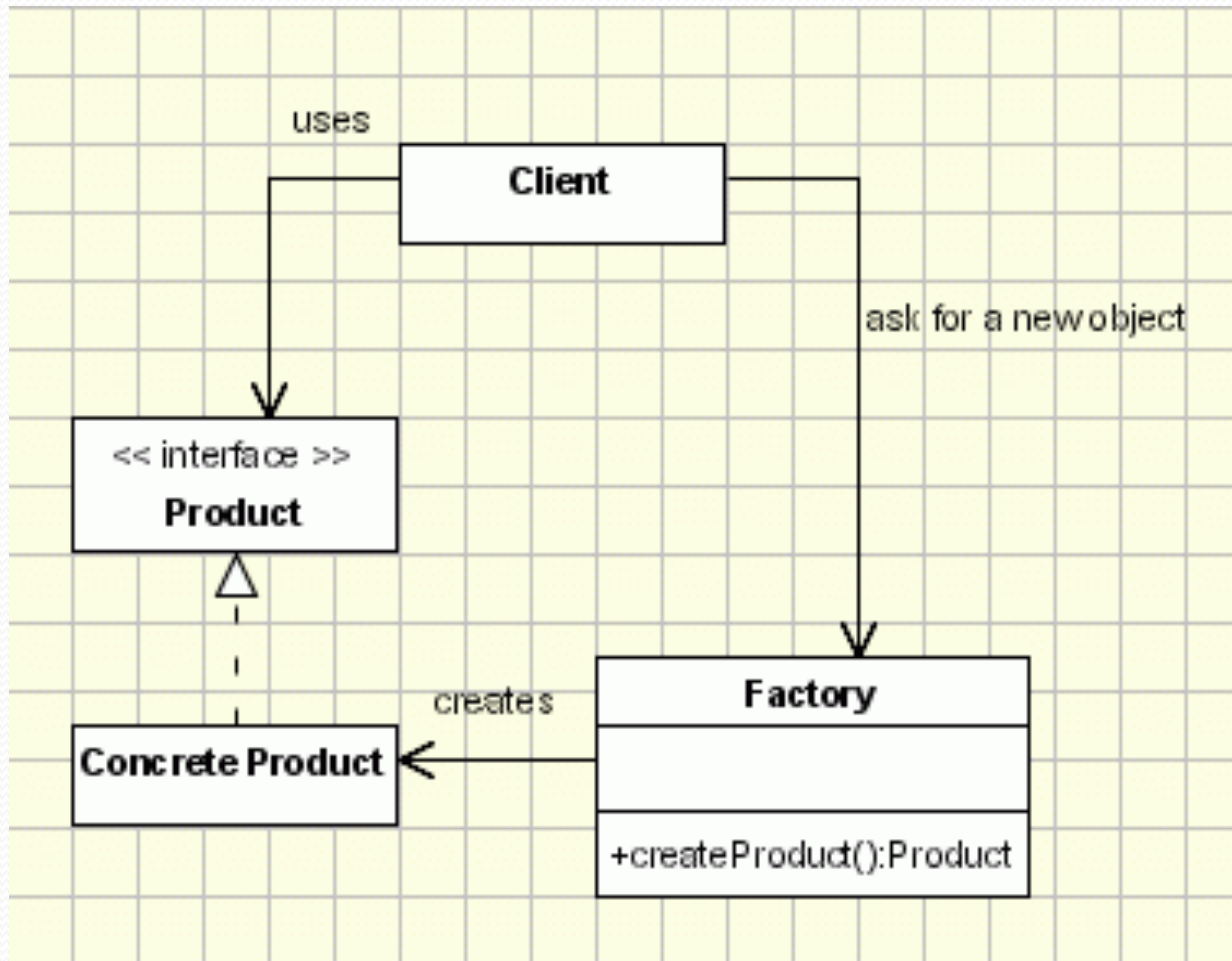 uses
Client
ask for a new object
<< interface >>
Product
creates
Factory
Concrete Product
+createProduct():Product